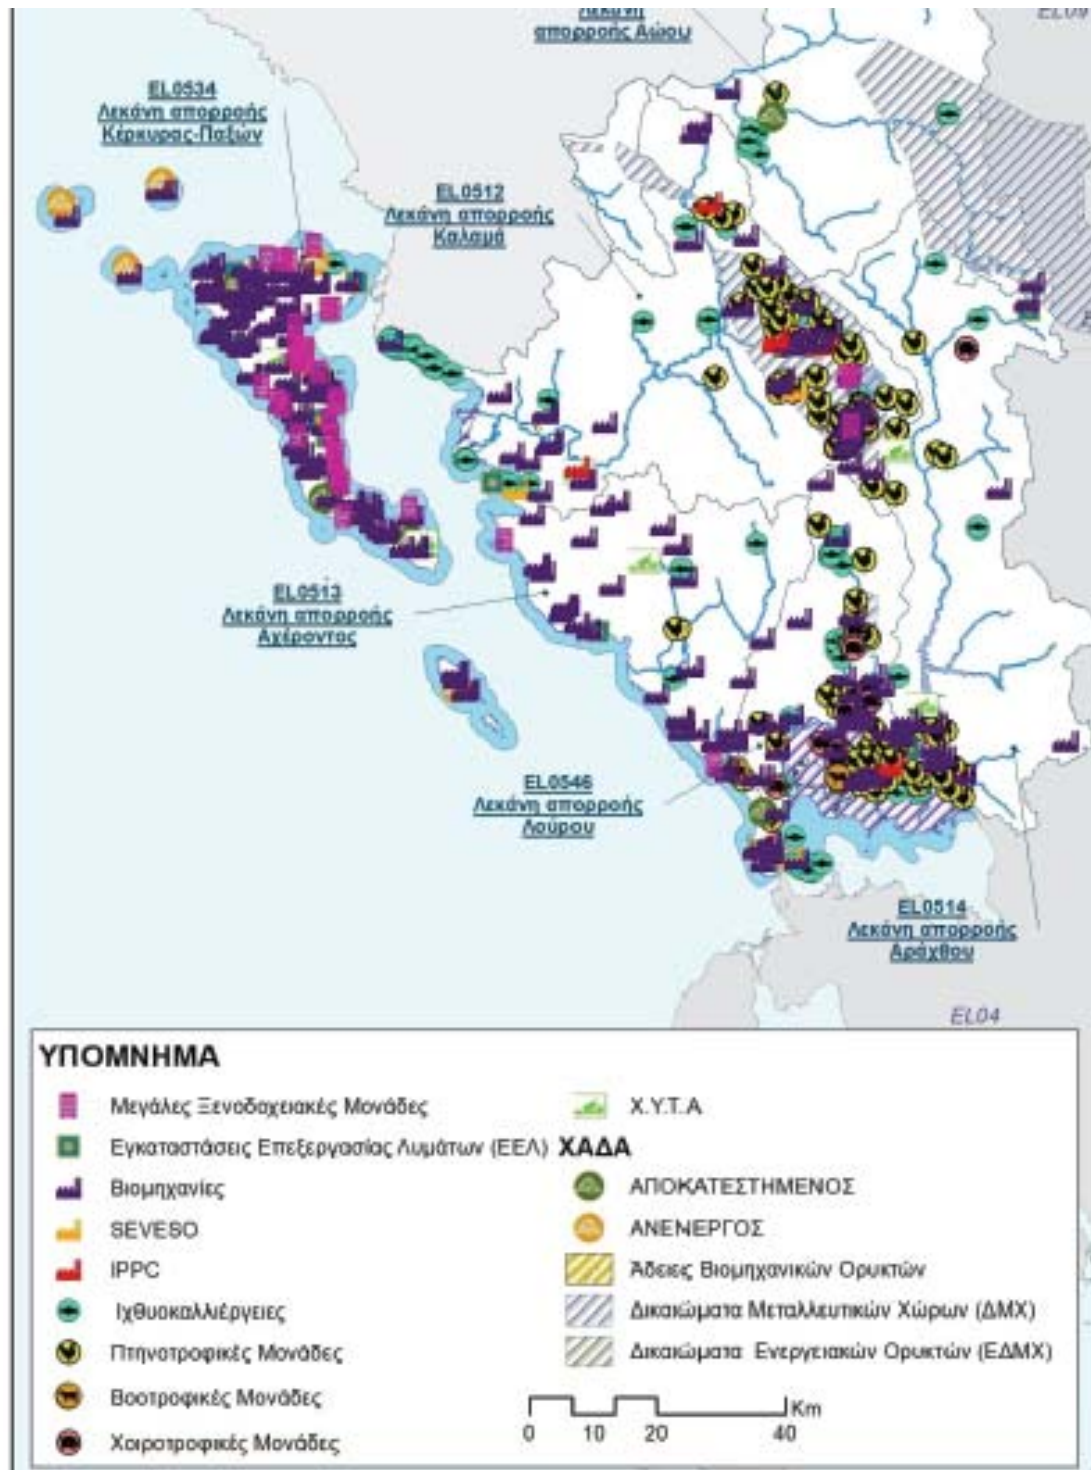 Λεκάνη
απορροής Αώου
EL09
EL0534
Λεκάνη απορροής
Κέρκυρας-Παξών
EL0512
Λεκάνη απορροής
Καλαμά
EL0513
Λεκάνη απορροής
Αχέροντος
EL0546
Λεκάνη απορροής
Λούρου
EL0514
Λεκάνη απορροής
Αράχθου
EL04
ΥΠΟΜΝΗΜΑ
Μεγάλες Ξενοδοχειακές Μονάδες
Εγκαταστάσεις Επεξεργασίας Λυμάτων (ΕΕΛ)
Βιομηχανίες
SEVESO
IPPC
Ιχθυοκαλλιέργειες
Πτηνοτροφικές Μονάδες
Βοοτροφικές Μονάδες
Χοιροτροφικές Μονάδες
Χ.Υ.Τ.Α
ΧΑΔΑ
ΑΠΟΚΑΤΕΣΤΗΜΕΝΟΣ
ΑΝΕΝΕΡΓΟΣ
Άδειες Βιομηχανικών Ορυκτών
Δικαιώματα Μεταλλευτικών Χώρων (ΔΜΧ)
Δικαιώματα Ενεργειακών Ορυκτών (ΕΔΜΧ)
Km
0 10 20 40